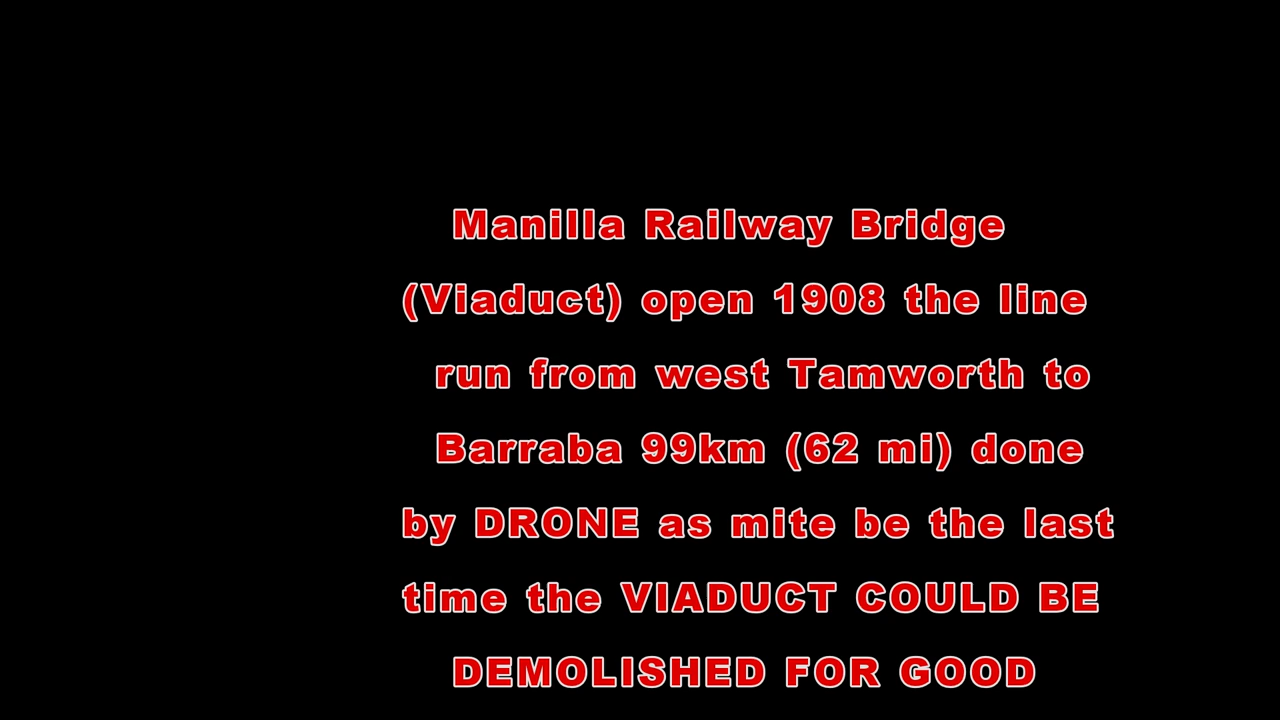 Manilla Railway Bridge
(Viaduct) open 1908 the line
run from west Tamworth to
Barraba 99km (62 mi) done
by DRONE as mite be the last
time the VIADUCT COULD BE
DEMOLISHED FOR GOOD